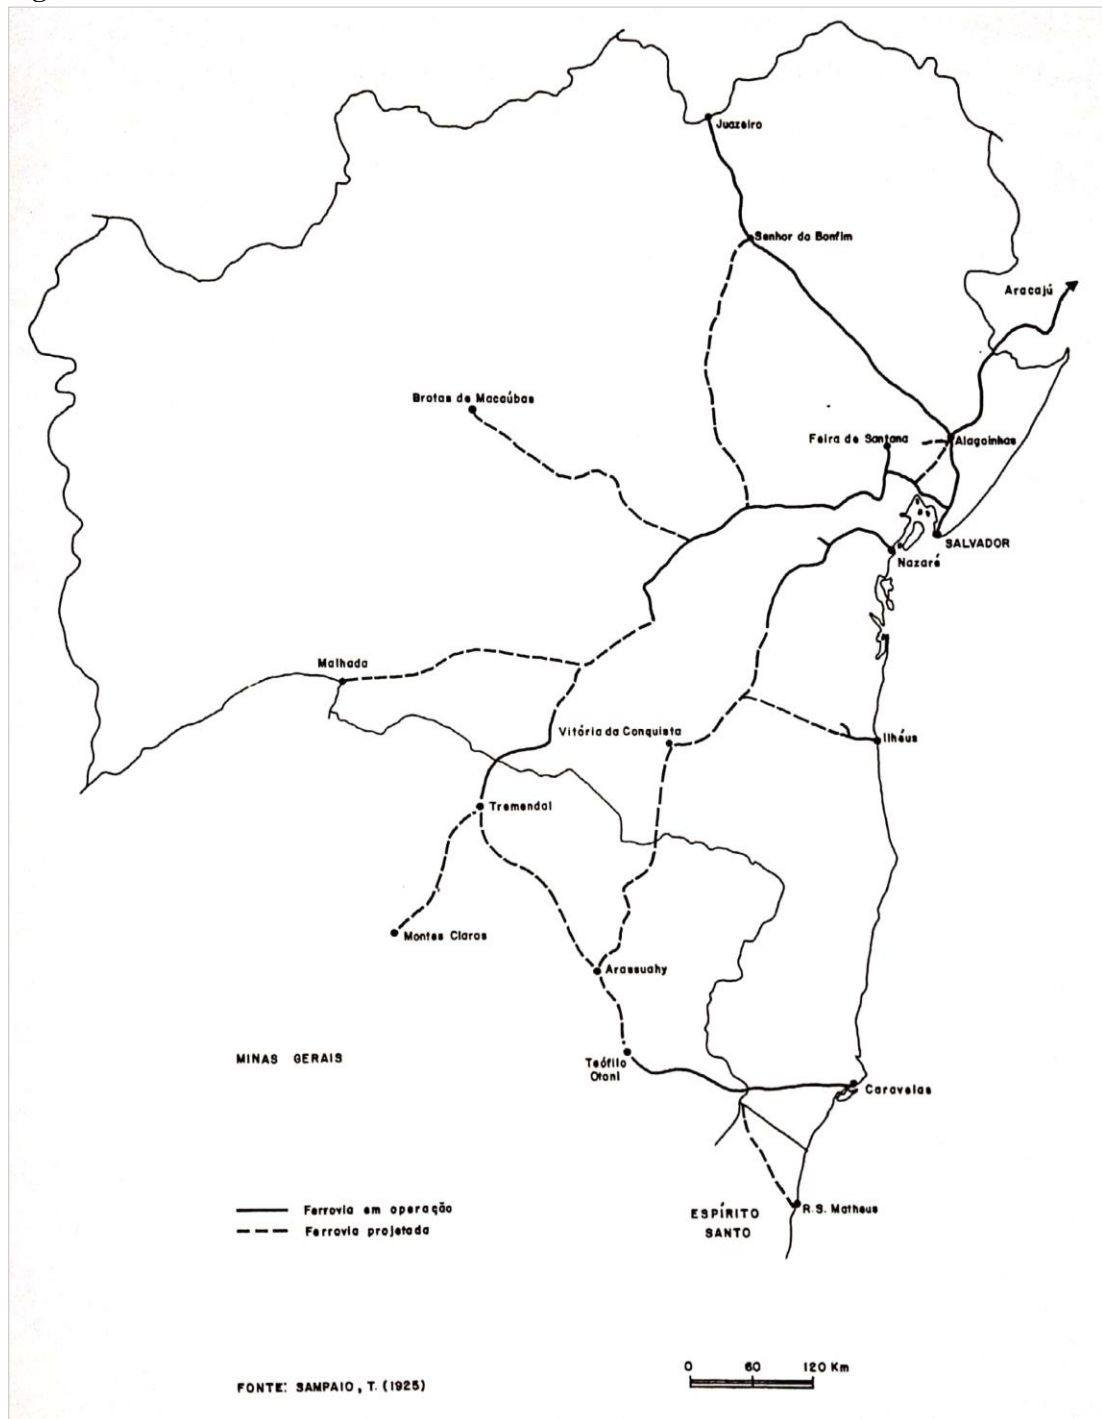 Juazeiro
Senhor do Bonfim
Aracajú
Brotas de Macaúbas
Feira de Santana
Alagoinhas
SALVADOR
Nazaré
Malhada
Vitória da Conquista
Ilhéus
Tremendal
Montes Claros
Arassuahy
MINAS GERAIS
Teófilo
Otoni
Caravelas
Ferrovia em operação
Ferrovia projetada
ESPÍRITO
SANTO
R.S. Matheus
0 60 120 Km
FONTE: SAMPAIO, T. (1925)